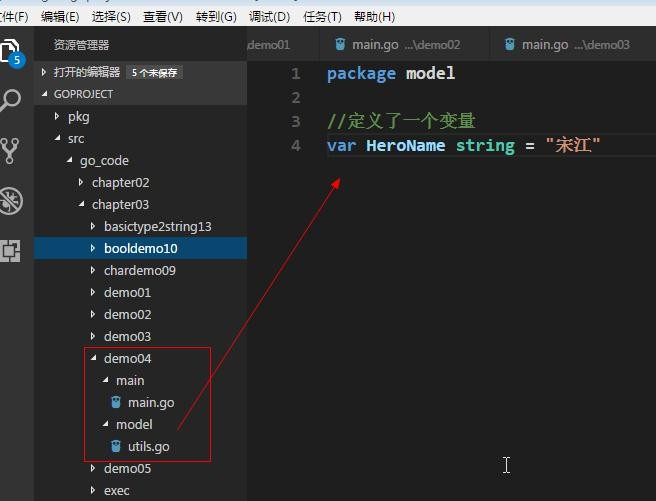 文件(F) 编辑(E) 选择(S) 查看(V) 转到(G) 调试(D) 任务(T) 帮助(H)
资源管理器
\demo01 main.go ...\demo02 main.go ...\demo03
5
打开的编辑器 5 个未保存
GOPROJECT
pkg
src
go_code
chapter02
chapter03
basictype2string13
booldemo10
chardemo09
demo01
demo02
demo03
demo04
main
main.go
model
utils.go
demo05
exec
1 package model
2
3 //定义了一个变量
4 var HeroName string = "宋江"